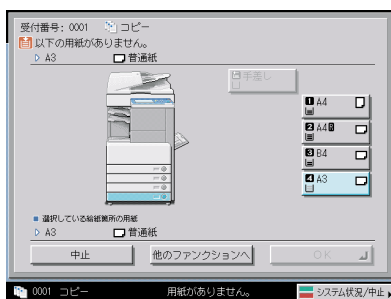 受付番号: 0001 コピー
以下の用紙がありません。
▷ A3 普通紙
手差し
1 A4
2 A4R
3 B4
4 A3
■ 選択している給紙箇所の用紙
▷ A3 普通紙
中止 他のファンクションへ OK
0001 コピー 用紙がありません。 システム状況/中止